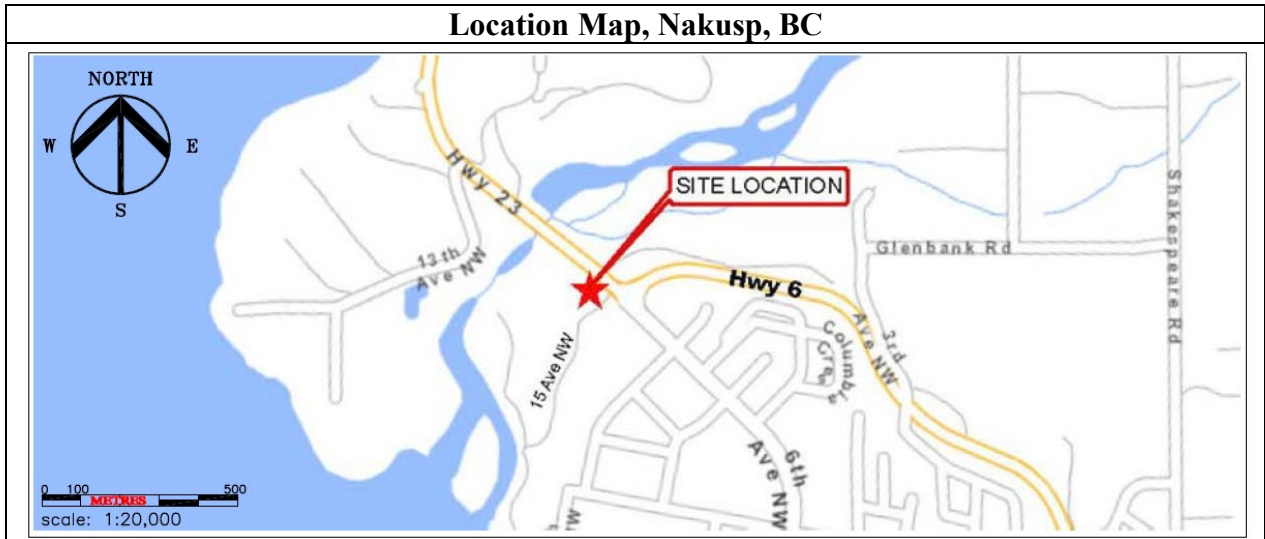 Location Map, Nakusp, BC
NORTH
W
E
S
Hwy 23
SITE LOCATION
13th
Ave NW
Glenbank Rd
Shakespeare Rd
Hwy 6
15 Ave NW
Columbia
Cres
3rd
Ave NW
6th
Ave NW
W
0 100 500
METRES
scale: 1:20,000